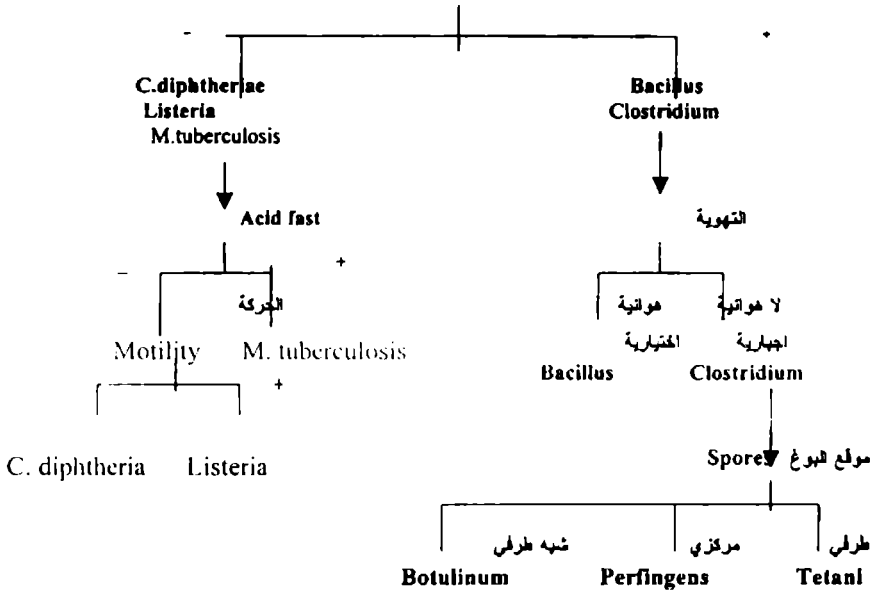 - +
C.diphtheriae
Listeria
M.tuberculosis
Bacillus
Clostridium
Acid fast
التهوية
- +
الحركة
هوائية
لا هوائية
Motility M. tuberculosis
اختيارية
اجبارية
Bacillus Clostridium
+
C. diphtheria Listeria
Spores موقع البوغ
شبه طرفي مركزي طرفي
Botulinum Perfingens Tetani